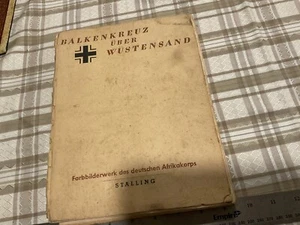 BALKENKREUZ
ÜBER
WÜSTENSAND
Farbbilderwerk des deutschen Afrikakorps
STALLING